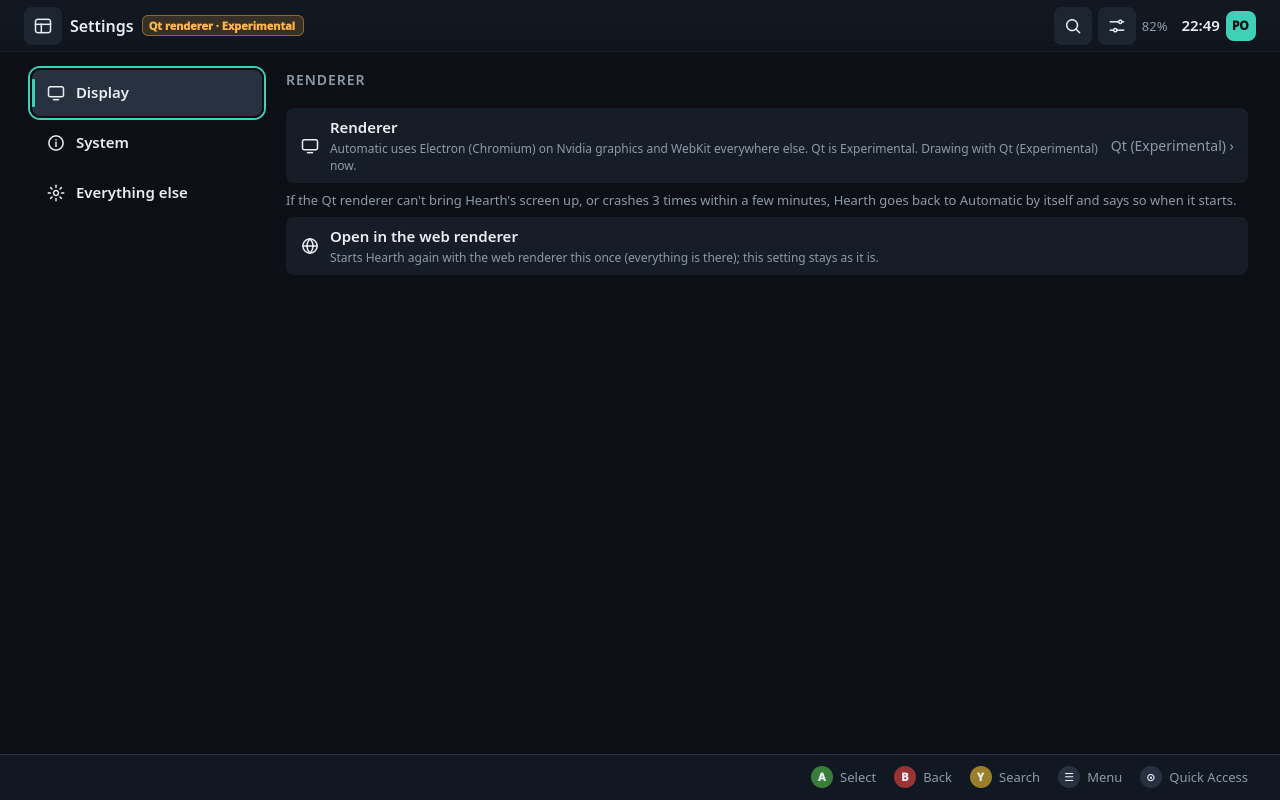 Settings
Qt renderer · Experimental
82%
22:49
PO
Display
System
Everything else
RENDERER
Renderer
Automatic uses Electron (Chromium) on Nvidia graphics and WebKit everywhere else. Qt is Experimental. Drawing with Qt (Experimental)
now.
Qt (Experimental) ›
If the Qt renderer can't bring Hearth's screen up, or crashes 3 times within a few minutes, Hearth goes back to Automatic by itself and says so when it starts.
Open in the web renderer
Starts Hearth again with the web renderer this once (everything is there); this setting stays as it is.
A Select
B Back
Y Search
☰ Menu
Quick Access